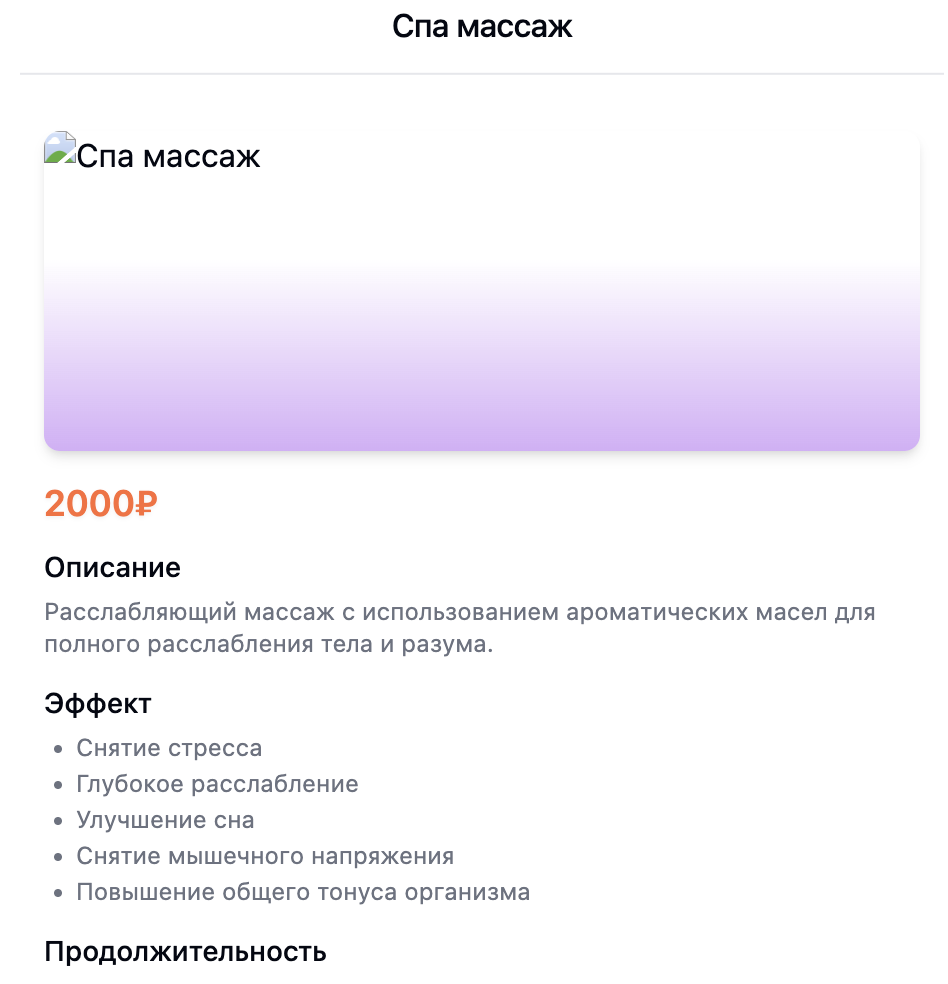 Спа массаж
Спа массаж
2000₽
Описание
Расслабляющий массаж с использованием ароматических масел для
полного расслабления тела и разума.
Эффект
• Снятие стресса
• Глубокое расслабление
• Улучшение сна
• Снятие мышечного напряжения
• Повышение общего тонуса организма
Продолжительность